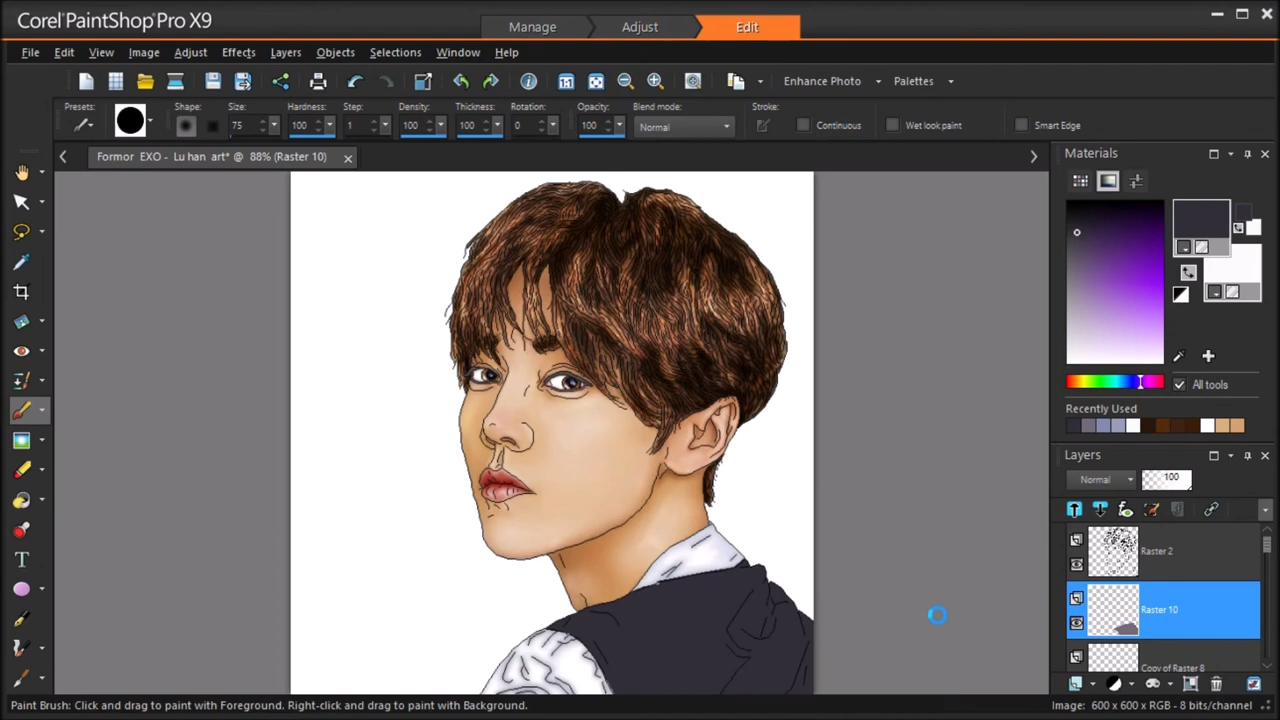 Corel PaintShop Pro X9
Manage Adjust Edit
File Edit View Image Adjust Effects Layers Objects Selections Window Help
Enhance Photo Palettes
Presets: Shape: Size: Hardness: Step: Density: Thickness: Rotation: Opacity: Blend mode: Stroke:
75 100 1 100 100 0 100 Normal Continuous Wet look paint Smart Edge
Formor EXO - Lu han art* @ 88% (Raster 10)
Materials
All tools
Recently Used
Layers
Normal 100
Raster 2
Raster 10
Copy of Raster 8
Paint Brush: Click and drag to paint with Foreground. Right-click and drag to paint with Background.
Image: 600 x 600 x RGB - 8 bits/channel